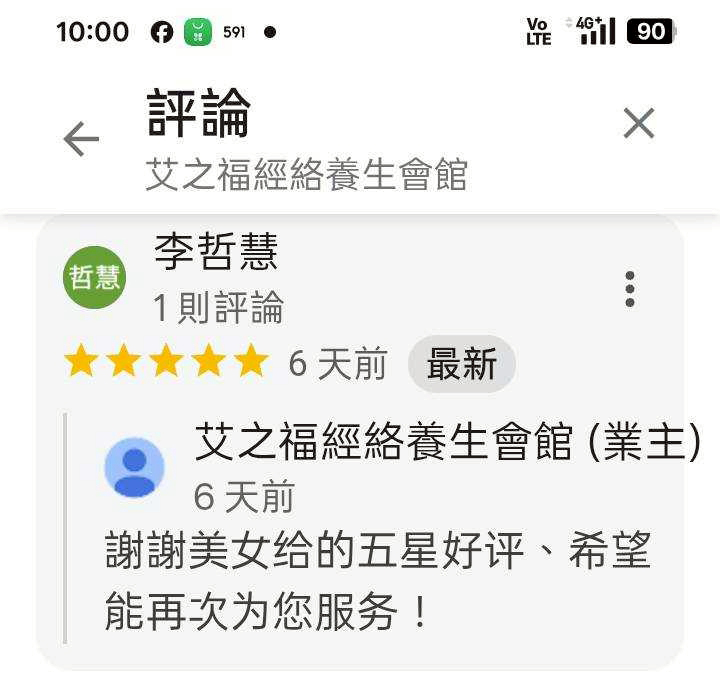 10:00 591 Vo LTE 4G+ 90
評論
艾之福經絡養生會館
哲慧
李哲慧
1 則評論
6 天前 最新
艾之福經絡養生會館 (業主)
6 天前
謝謝美女给的五星好评、希望
能再次为您服务！